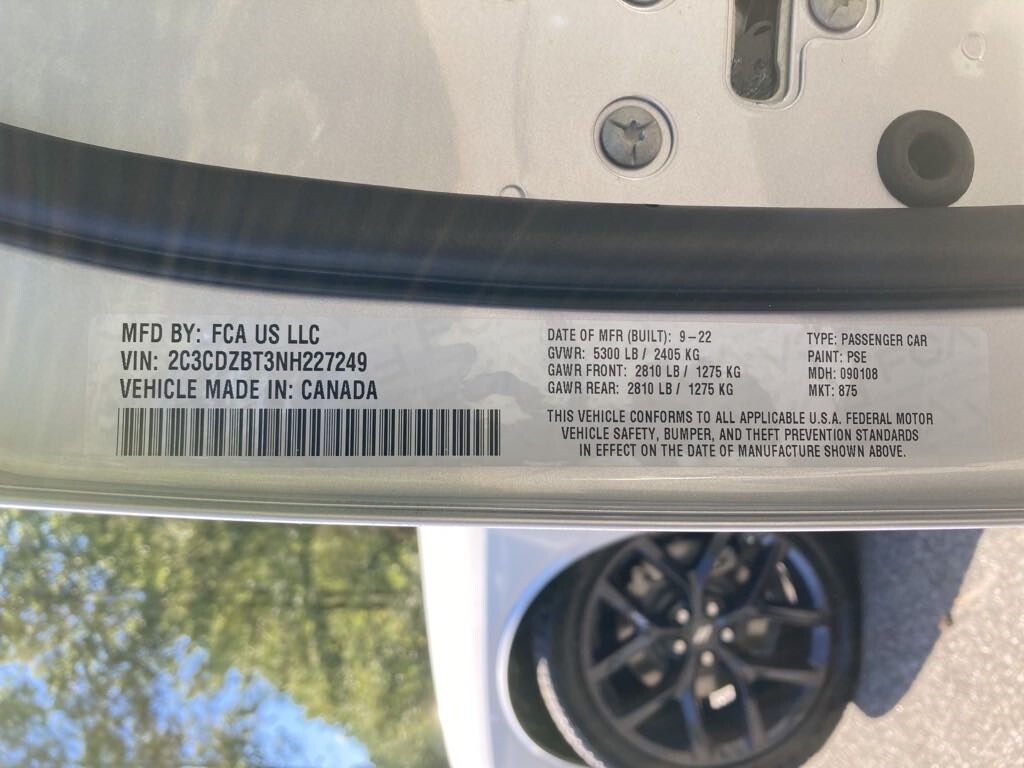 MFD BY: FCA US LLC
VIN: 2C3CDZBT3NH227249
VEHICLE MADE IN: CANADA
DATE OF MFR (BUILT): 9-22
GVWR: 5300 LB / 2405 KG
GAWR FRONT: 2810 LB / 1275 KG
GAWR REAR: 2810 LB / 1275 KG
TYPE: PASSENGER CAR
PAINT: PSE
MDH: 090108
MKT: 875
THIS VEHICLE CONFORMS TO ALL APPLICABLE U.S.A. FEDERAL MOTOR
VEHICLE SAFETY, BUMPER, AND THEFT PREVENTION STANDARDS
IN EFFECT ON THE DATE OF MANUFACTURE SHOWN ABOVE.